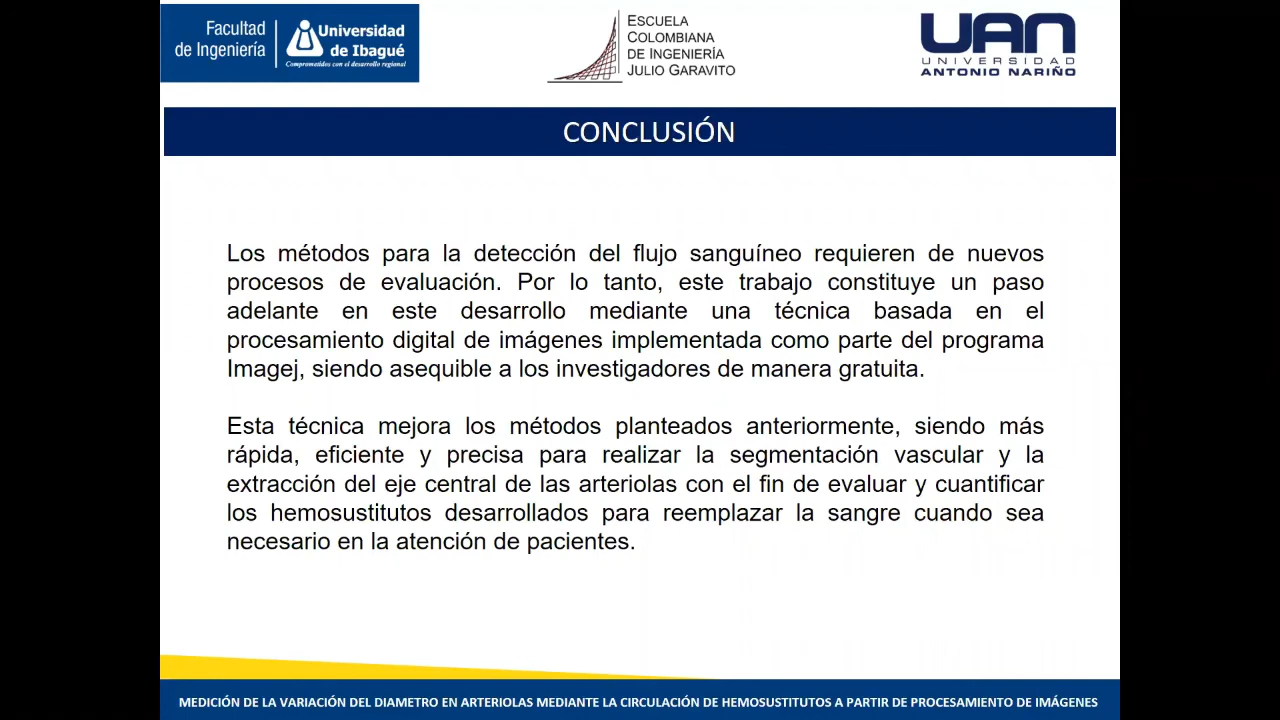 Facultad
de Ingeniería
Universidad
de Ibagué
Comprometidos con el desarrollo regional
ESCUELA
COLOMBIANA
DE INGENIERÍA
JULIO GARAVITO
UAN
UNIVERSIDAD
ANTONIO NARIÑO
CONCLUSIÓN
Los métodos para la detección del flujo sanguíneo requieren de nuevos
procesos de evaluación. Por lo tanto, este trabajo constituye un paso
adelante en este desarrollo mediante una técnica basada en el
procesamiento digital de imágenes implementada como parte del programa
Imagej, siendo asequible a los investigadores de manera gratuita.
Esta técnica mejora los métodos planteados anteriormente, siendo más
rápida, eficiente y precisa para realizar la segmentación vascular y la
extracción del eje central de las arteriolas con el fin de evaluar y cuantificar
los hemosustitutos desarrollados para reemplazar la sangre cuando sea
necesario en la atención de pacientes.
MEDICIÓN DE LA VARIACIÓN DEL DIAMETRO EN ARTERIOLAS MEDIANTE LA CIRCULACIÓN DE HEMOSUSTITUTOS A PARTIR DE PROCESAMIENTO DE IMÁGENES